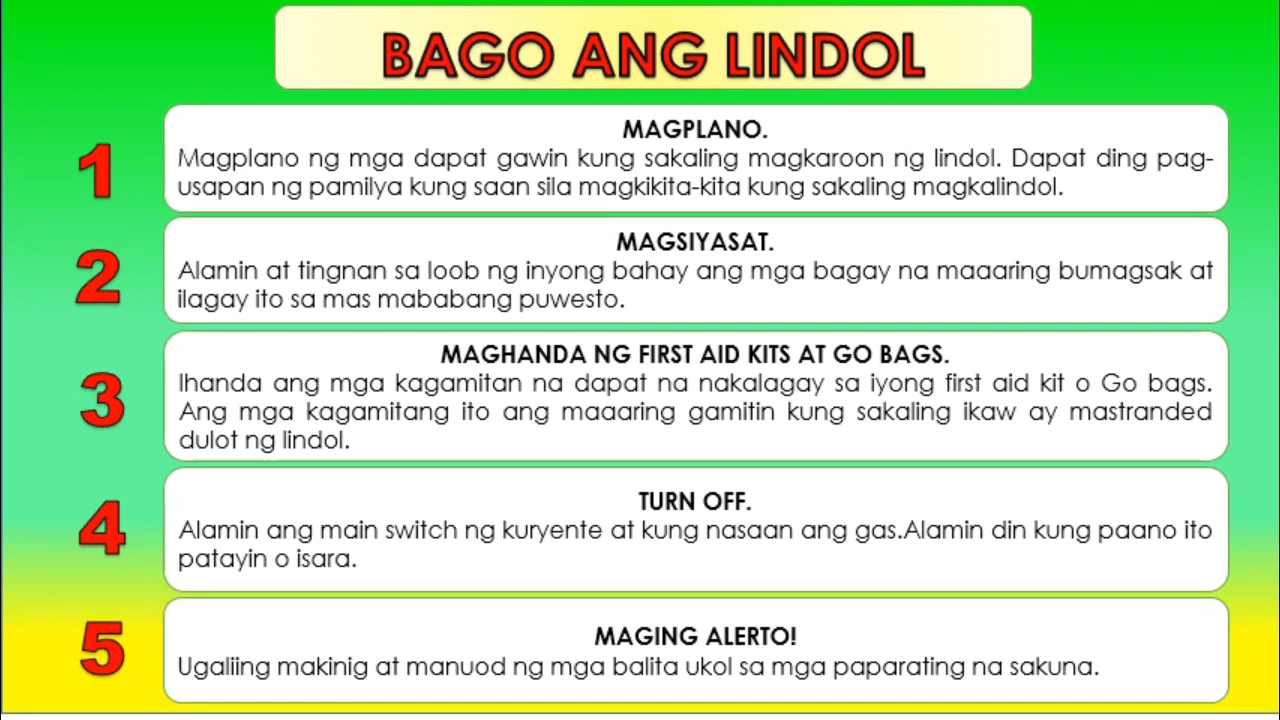 BAGO ANG LINDOL
1
MAGPLANO.
Magplano ng mga dapat gawin kung sakaling magkaroon ng lindol. Dapat ding pag-
usapan ng pamilya kung saan sila magkikita-kita kung sakaling magkalindol.
2
MAGSIYASAT.
Alamin at tingnan sa loob ng inyong bahay ang mga bagay na maaaring bumagsak at
ilagay ito sa mas mababang puwesto.
3
MAGHANDA NG FIRST AID KITS AT GO BAGS.
Ihanda ang mga kagamitan na dapat na nakalagay sa iyong first aid kit o Go bags.
Ang mga kagamitang ito ang maaaring gamitin kung sakaling ikaw ay mastranded
dulot ng lindol.
4
TURN OFF.
Alamin ang main switch ng kuryente at kung nasaan ang gas.Alamin din kung paano ito
patayin o isara.
5
MAGING ALERTO!
Ugaliing makinig at manuod ng mga balita ukol sa mga paparating na sakuna.